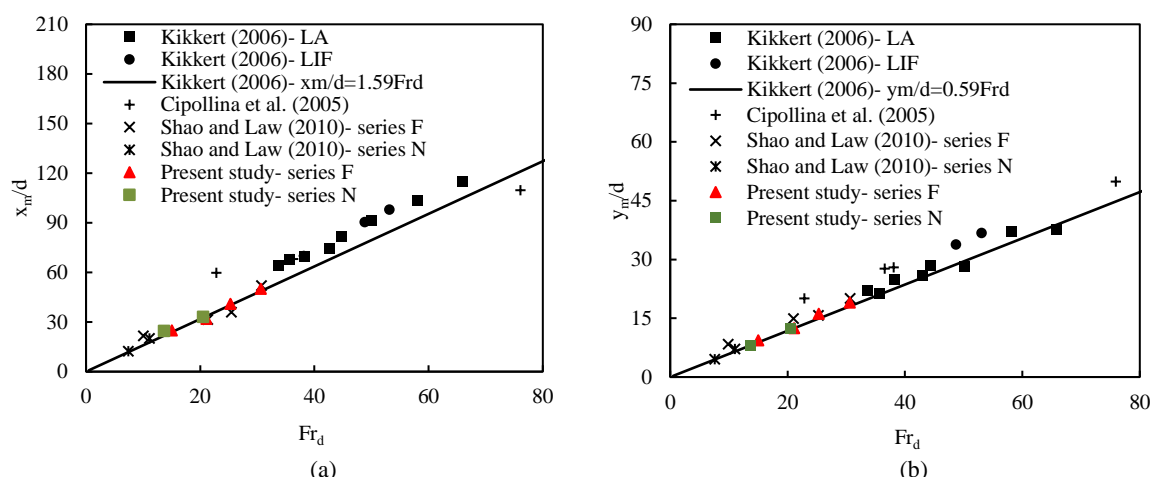 210
180
150
120
90
60
30
0
x_m/d
Kikkert (2006)- LA
Kikkert (2006)- LIF
Kikkert (2006)- xm/d=1.59Frd
Cipollina et al. (2005)
Shao and Law (2010)- series F
Shao and Law (2010)- series N
Present study- series F
Present study- series N
0 20 40 60 80
Fr_d
(a)
90
75
60
45
30
15
0
y_m/d
Kikkert (2006)- LA
Kikkert (2006)- LIF
Kikkert (2006)- ym/d=0.59Frd
Cipollina et al. (2005)
Shao and Law (2010)- series F
Shao and Law (2010)- series N
Present study- series F
Present study- series N
0 20 40 60 80
Fr_d
(b)